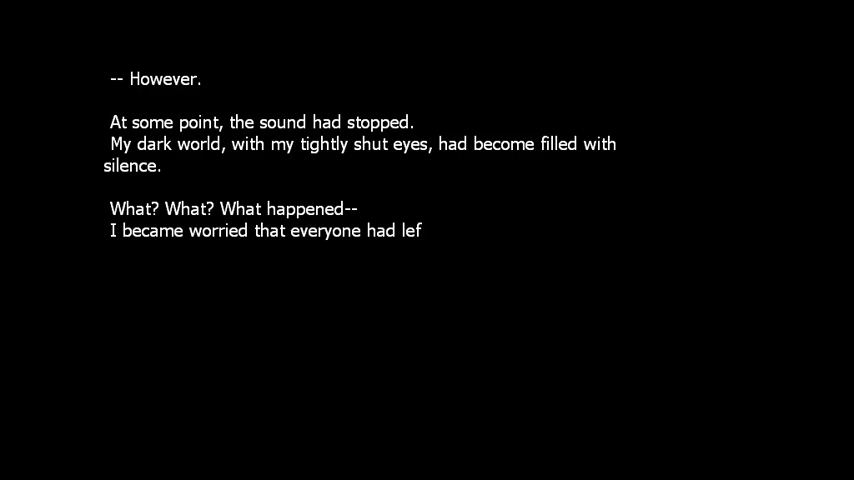 -- However.
At some point, the sound had stopped.
My dark world, with my tightly shut eyes, had become filled with
silence.
What? What? What happened--
I became worried that everyone had lef